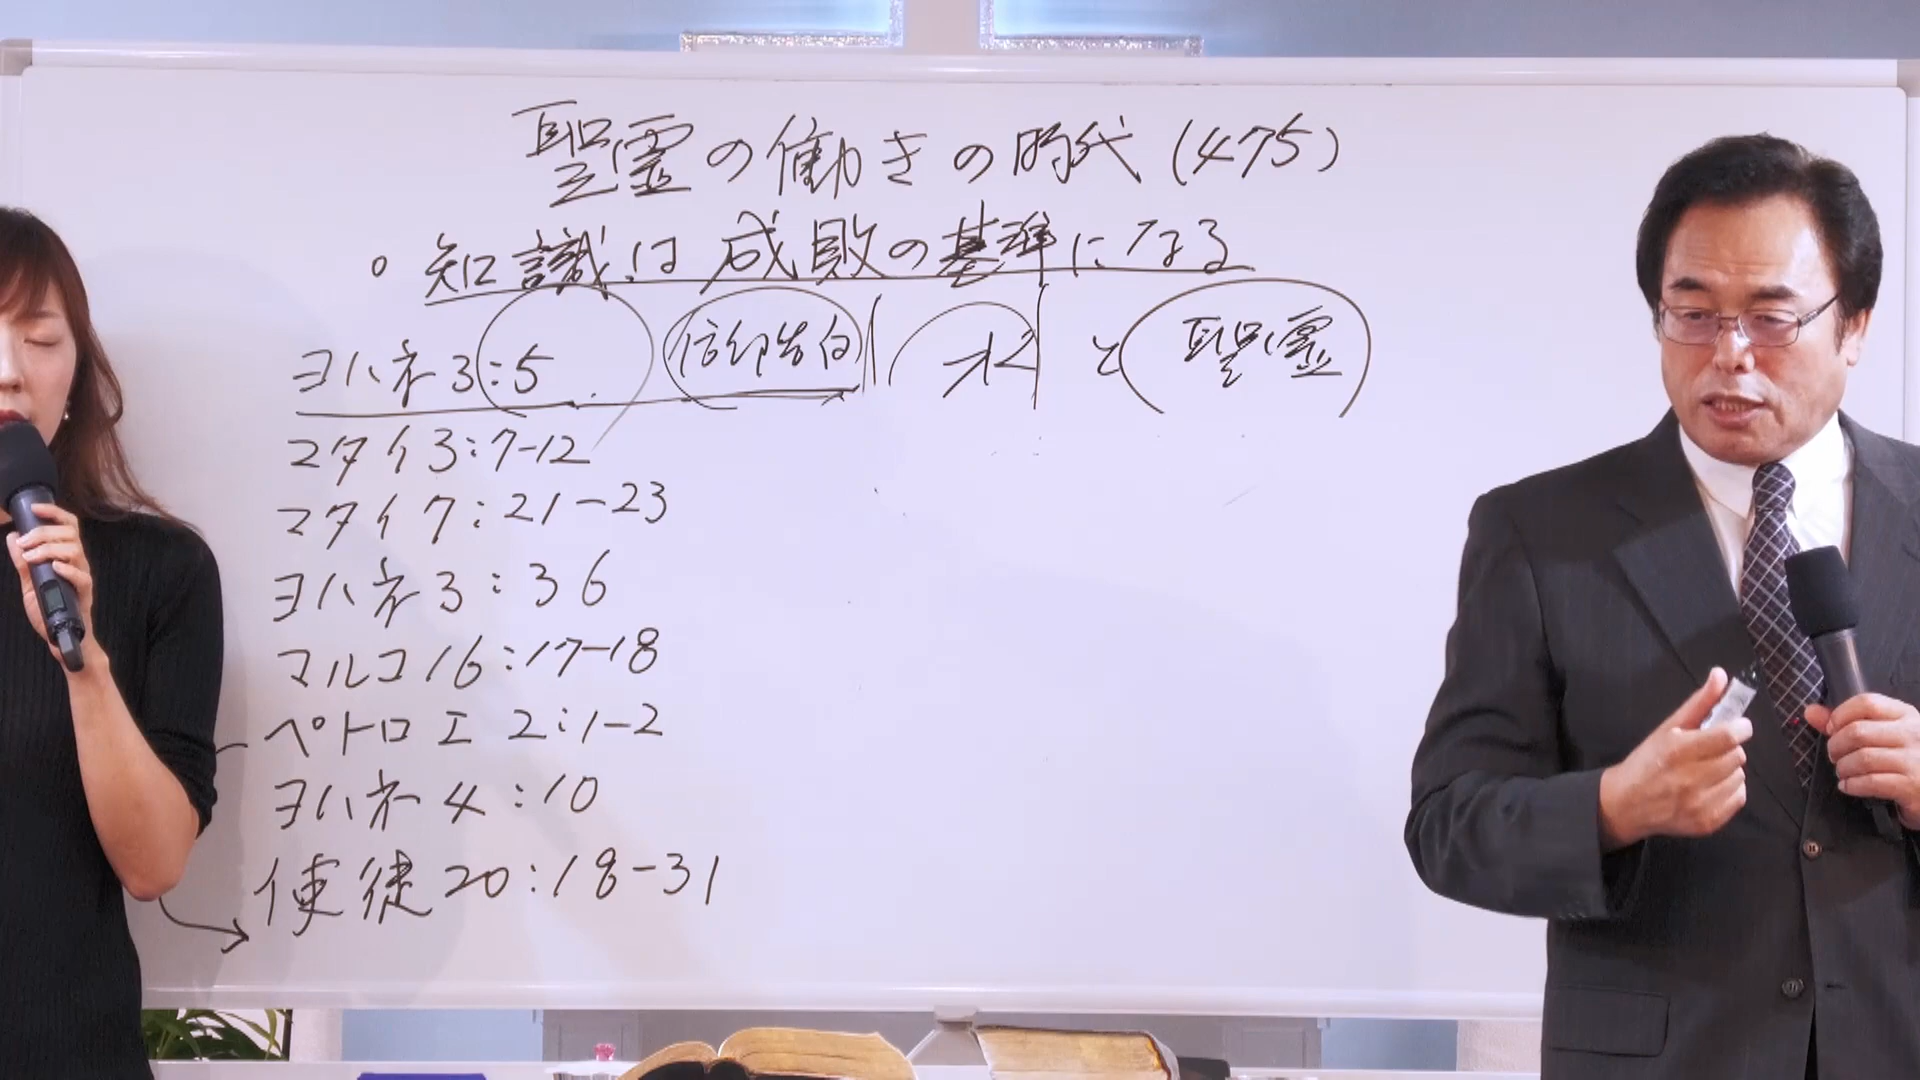 聖霊の働きの時代(475)
○ 知識は成敗の基準になる
ヨハネ3:5 信仰告白 水 と 聖霊
マタイ3:7-12
マタイ7:21-23
ヨハネ3:36
マルコ16:17-18
ペトロI 2:1-2
ヨハネ4:10
使徒20:18-31